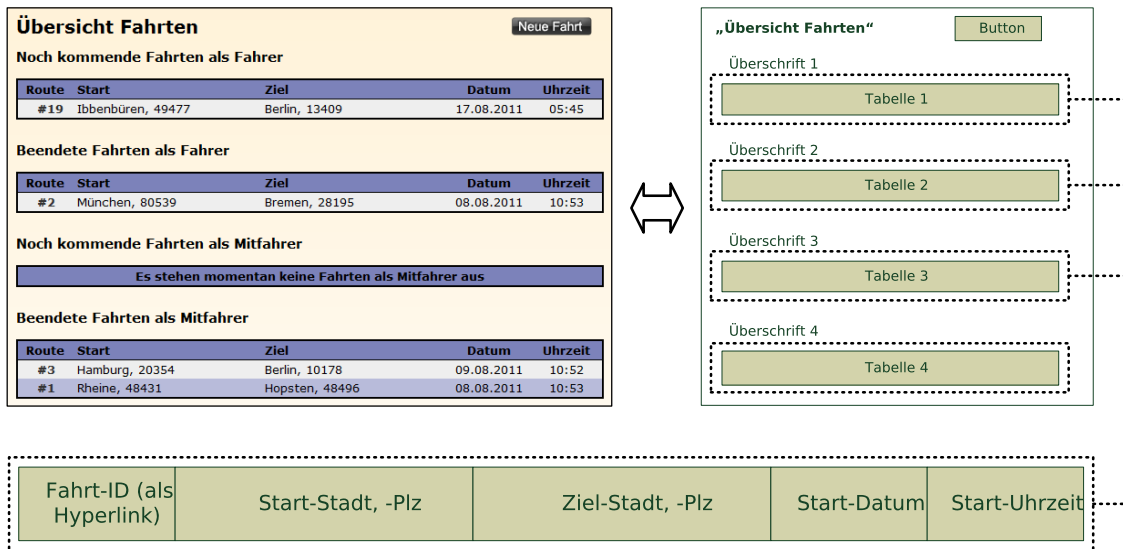 Übersicht Fahrten
Neue Fahrt
Noch kommende Fahrten als Fahrer
Route Start Ziel Datum Uhrzeit
#19 Ibbenbüren, 49477 Berlin, 13409 17.08.2011 05:45
Beendete Fahrten als Fahrer
Route Start Ziel Datum Uhrzeit
#2 München, 80539 Bremen, 28195 08.08.2011 10:53
Noch kommende Fahrten als Mitfahrer
Es stehen momentan keine Fahrten als Mitfahrer aus
Beendete Fahrten als Mitfahrer
Route Start Ziel Datum Uhrzeit
#3 Hamburg, 20354 Berlin, 10178 09.08.2011 10:52
#1 Rheine, 48431 Hopsten, 48496 08.08.2011 10:53
„Übersicht Fahrten“
Button
Überschrift 1
Tabelle 1
Überschrift 2
Tabelle 2
Überschrift 3
Tabelle 3
Überschrift 4
Tabelle 4
Fahrt-ID (als
Hyperlink)
Start-Stadt, -Plz
Ziel-Stadt, -Plz
Start-Datum
Start-Uhrzeit